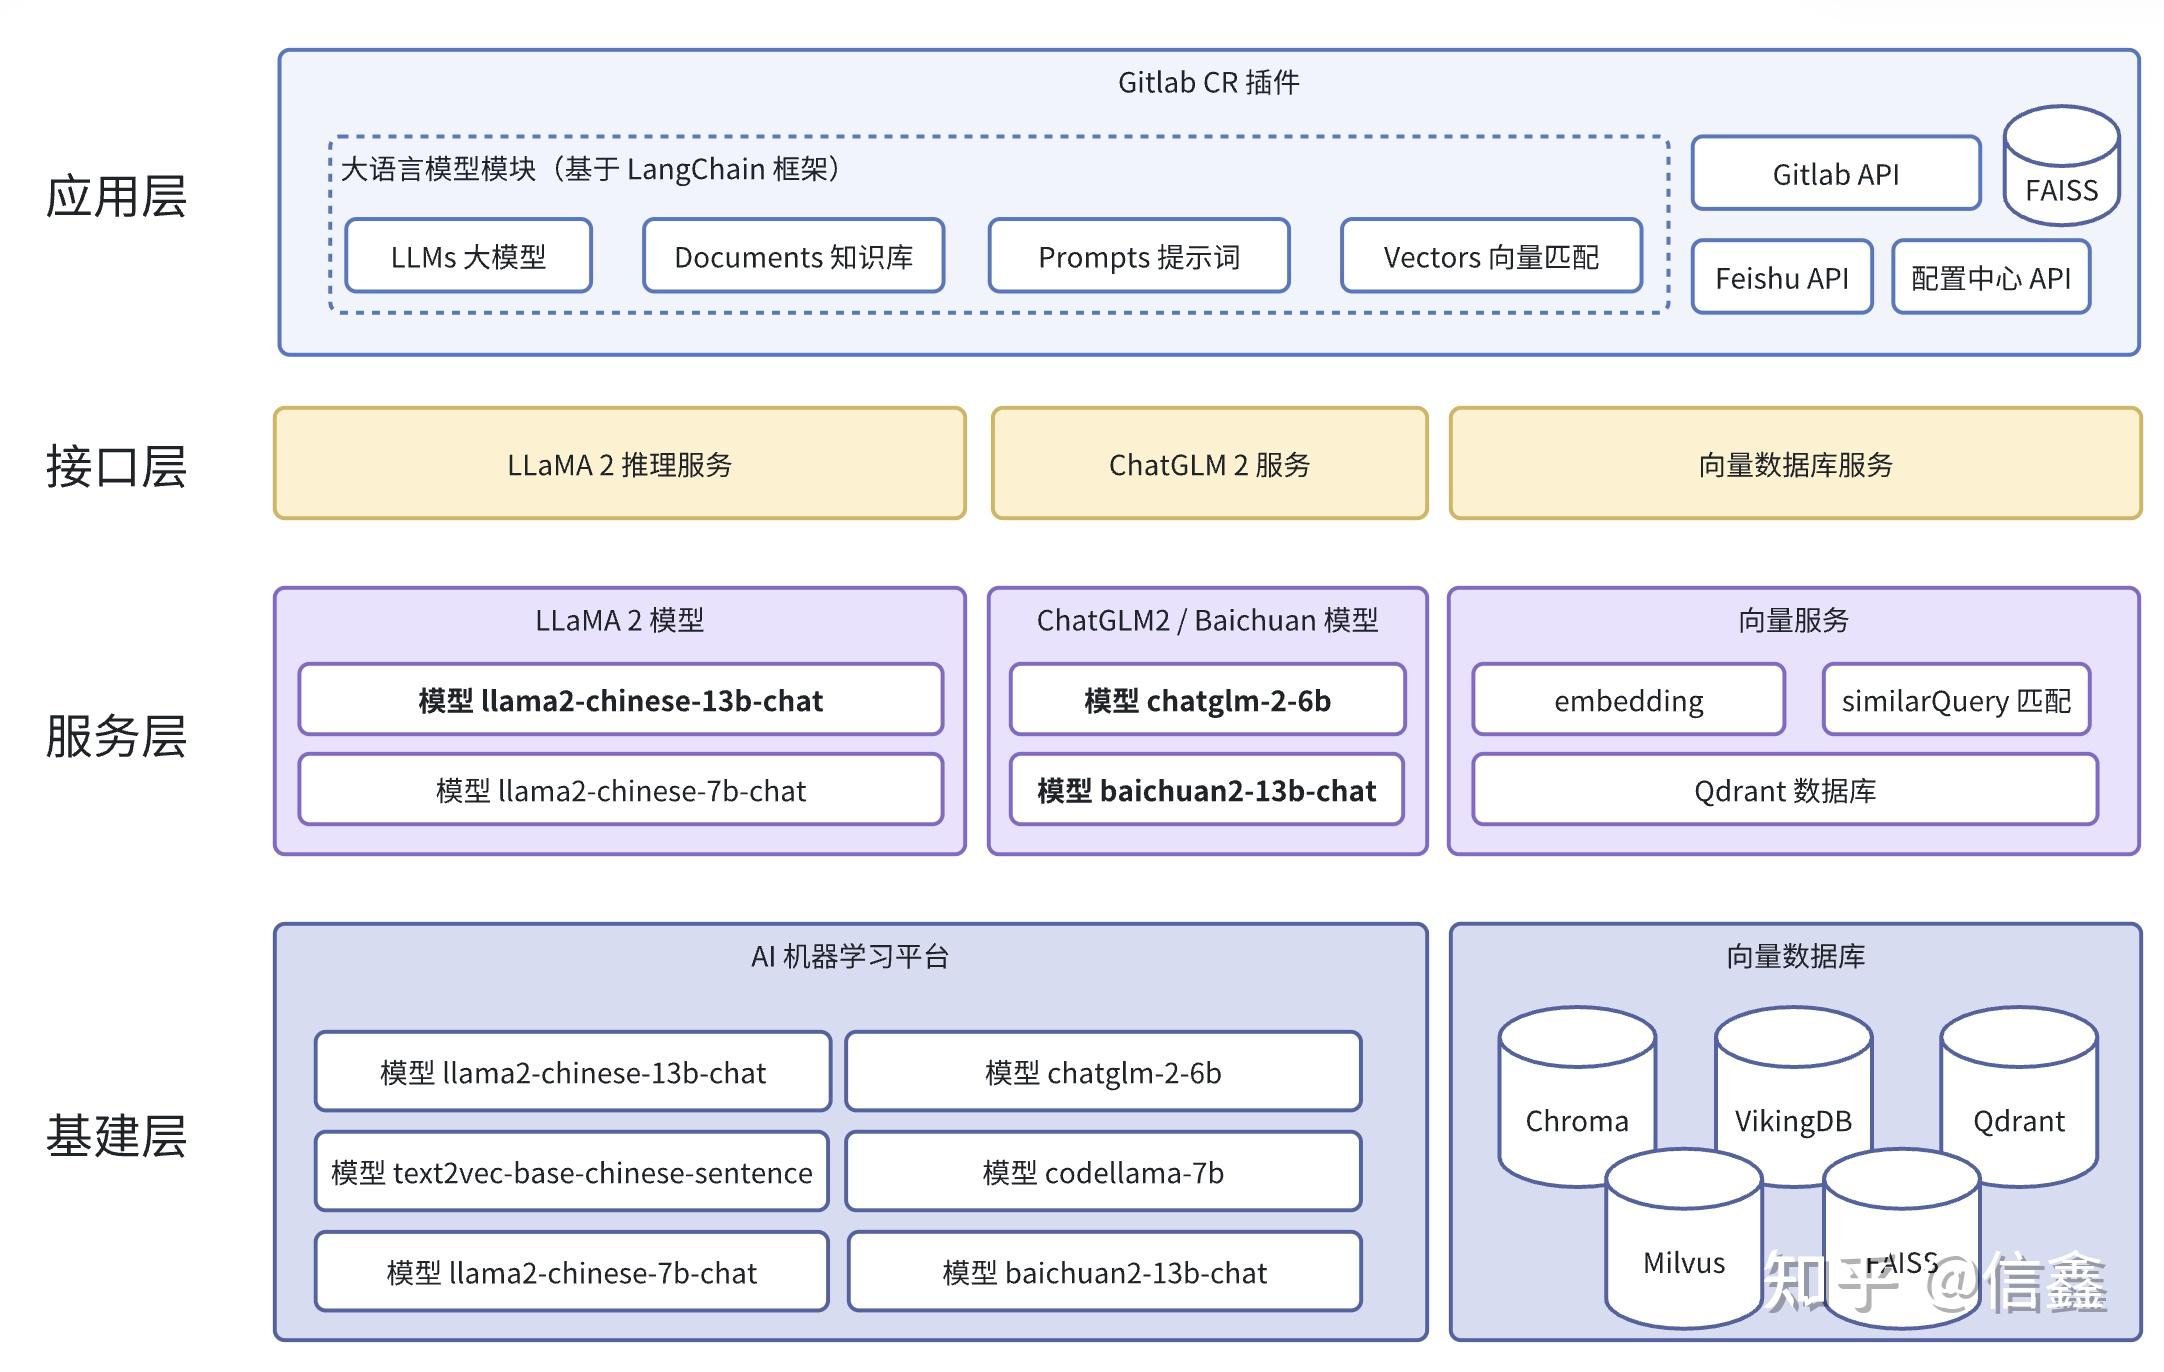 Gitlab CR 插件
应用层
大语言模型模块（基于 LangChain 框架）
LLMs 大模型
Documents 知识库
Prompts 提示词
Vectors 向量匹配
Gitlab API
FAISS
Feishu API
配置中心 API
接口层
LLaMA 2 推理服务
ChatGLM 2 服务
向量数据库服务
服务层
LLaMA 2 模型
模型 llama2-chinese-13b-chat
模型 llama2-chinese-7b-chat
ChatGLM2 / Baichuan 模型
模型 chatglm-2-6b
模型 baichuan2-13b-chat
向量服务
embedding
similarQuery 匹配
Qdrant 数据库
基建层
AI 机器学习平台
模型 llama2-chinese-13b-chat
模型 chatglm-2-6b
模型 text2vec-base-chinese-sentence
模型 codellama-7b
模型 llama2-chinese-7b-chat
模型 baichuan2-13b-chat
向量数据库
Chroma
VikingDB
Qdrant
Milvus
FAISS
知乎 @信鑫